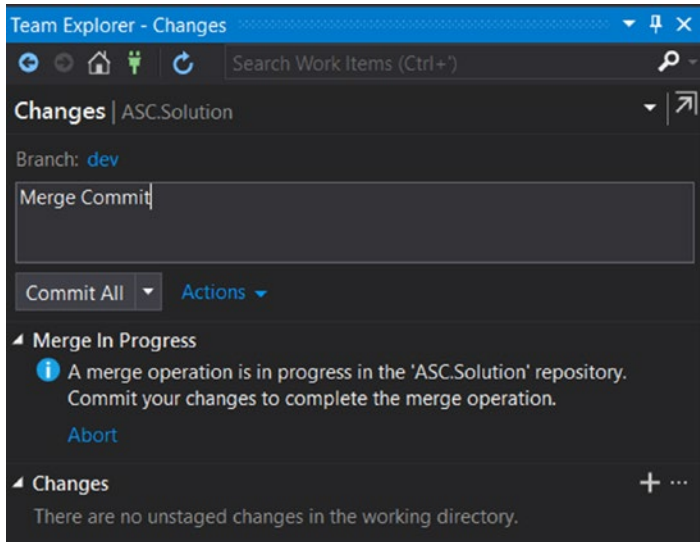 Team Explorer - Changes
Search Work Items (Ctrl+')
Changes | ASC.Solution
Branch: dev
Merge Commit
Commit All Actions
Merge In Progress
A merge operation is in progress in the 'ASC.Solution' repository.
Commit your changes to complete the merge operation.
Abort
Changes
There are no unstaged changes in the working directory.